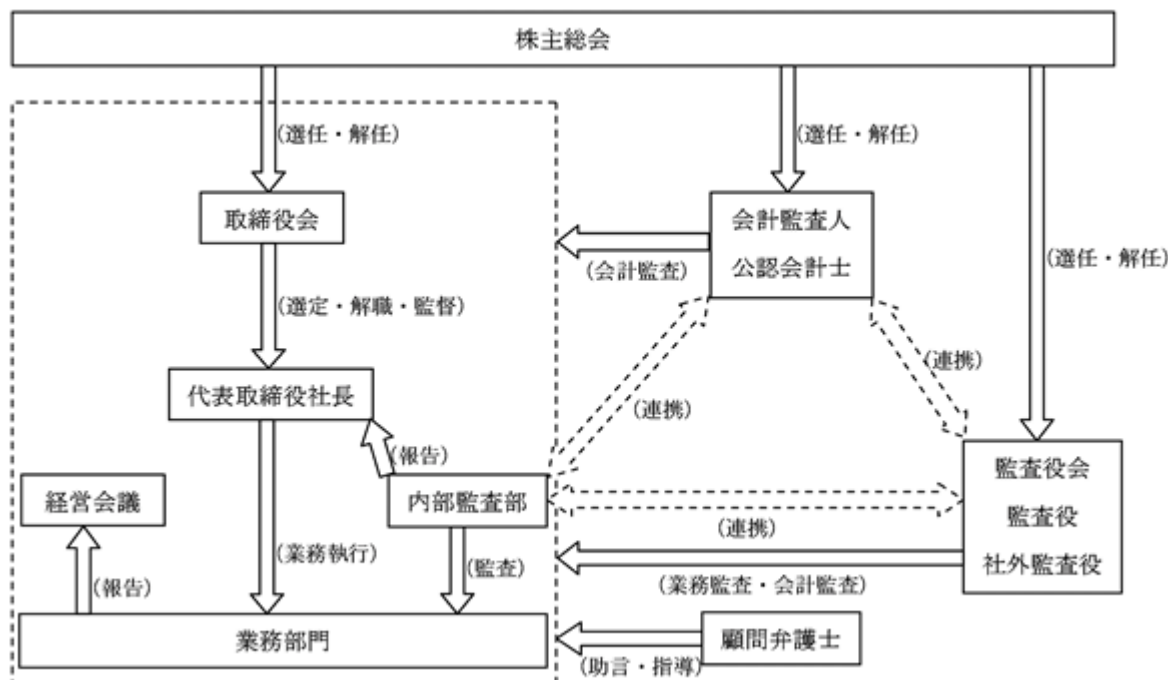 株主総会
(選任・解任)
(選任・解任)
(選任・解任)
取締役会
会計監査人
公認会計士
(会計監査)
(選定・解職・監督)
代表取締役社長
(連携)
(連携)
(報告)
経営会議
内部監査部
監査役会
監査役
社外監査役
(連携)
(業務執行)
(監査)
(報告)
(業務監査・会計監査)
業務部門
顧問弁護士
(助言・指導)